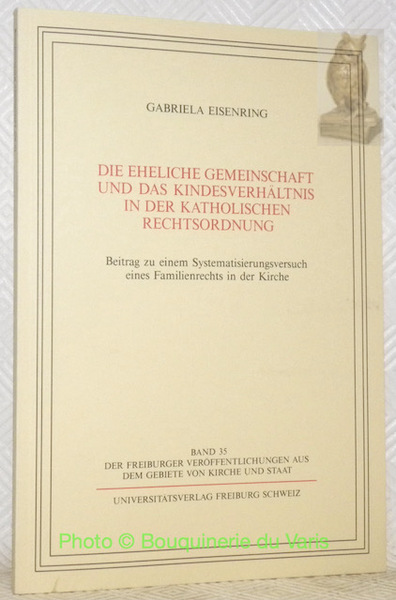 GABRIELA EISENRING
DIE EHELICHE GEMEINSCHAFT
UND DAS KINDESVERHÄLTNIS
IN DER KATHOLISCHEN
RECHTSORDNUNG
Beitrag zu einem Systematisierungsversuch
eines Familienrechts in der Kirche
BAND 35
DER FREIBURGER VERÖFFENTLICHUNGEN AUS
DEM GEBIETE VON KIRCHE UND STAAT
UNIVERSITÄTSVERLAG FREIBURG SCHWEIZ
Photo © Bouquinerie du Varis